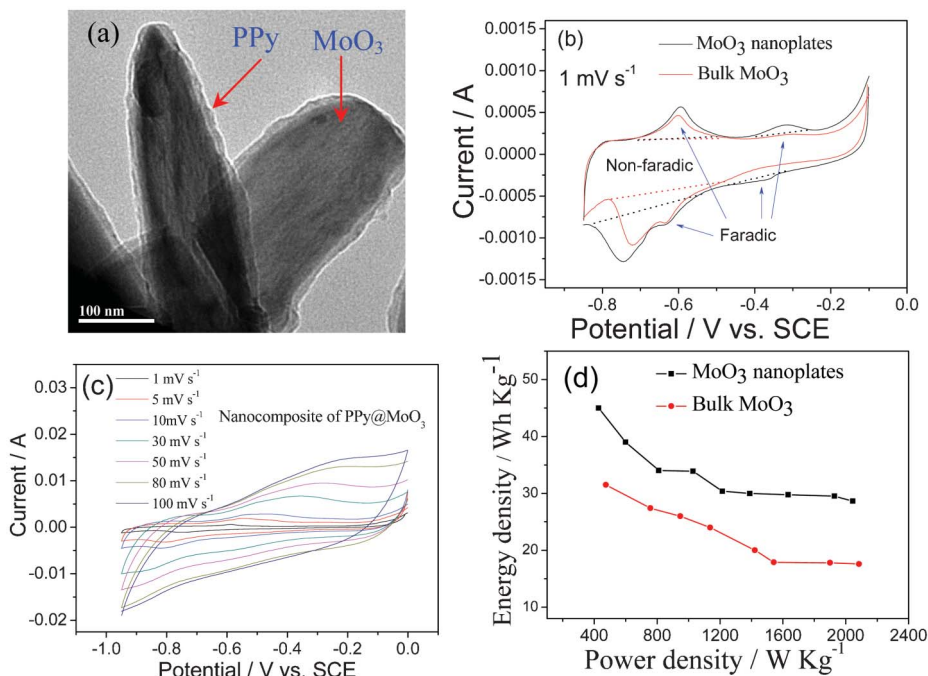 (a)
PPy
MoO₃
100 nm
(b)
MoO₃ nanoplates
Bulk MoO₃
1 mV s⁻¹
Non-faradic
Faradic
Current / A
0.0015
0.0010
0.0005
0.0000
-0.0005
-0.0010
-0.0015
-0.8
-0.6
-0.4
-0.2
0.0
Potential / V vs. SCE
(c)
1 mV s⁻¹
5 mV s⁻¹
10mV s⁻¹
30 mV s⁻¹
50 mV s⁻¹
80 mV s⁻¹
100 mV s⁻¹
Nanocomposite of PPy@MoO₃
Current / A
0.03
0.02
0.01
0.00
-0.01
-0.02
-1.0
-0.8
-0.6
-0.4
-0.2
0.0
Potential / V vs. SCE
(d)
MoO₃ nanoplates
Bulk MoO₃
Energy density / Wh Kg⁻¹
50
40
30
20
10
400
800
1200
1600
2000
2400
Power density / W Kg⁻¹